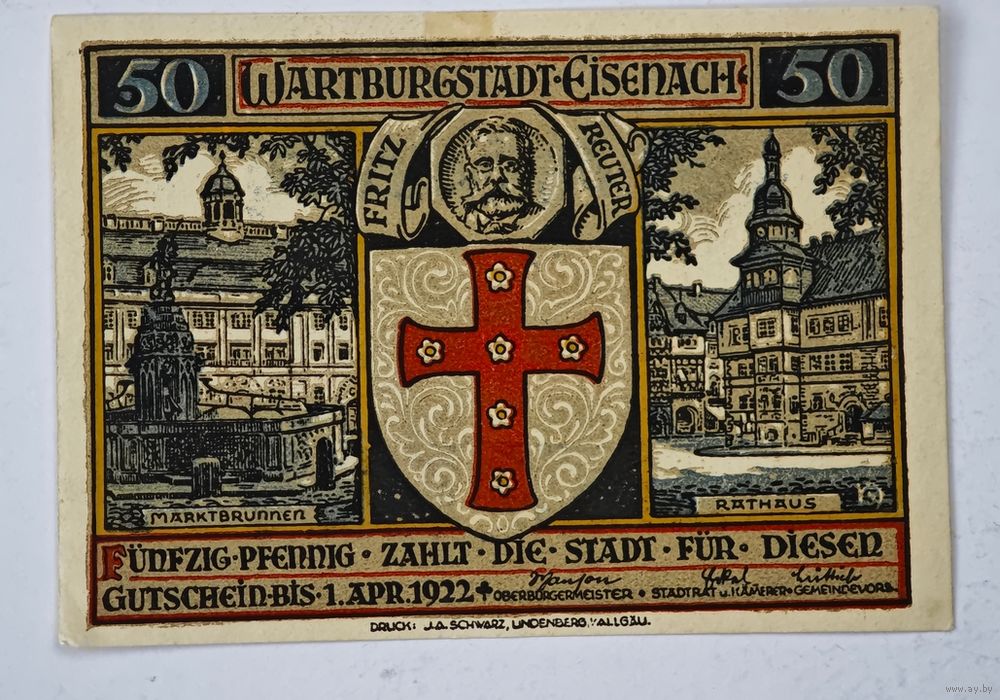 50 WARTBURGSTADT·EISENACH 50
FRITZ REUTER
MARKTBRUNNEN
RATHAUS
FÜNFZIG·PFENNIG · ZAHLT · DIE · STADT · FÜR · DIESEN
GUTSCHEIN·BIS·1.APR.1922 OBERBÜRGERMEISTER · STADTRAT u. KÄMERER · GEMEINDEVORS.
DRUCK: J.A. SCHWARZ, LINDENBERG, i/ALLGÄU.
www.ay.by